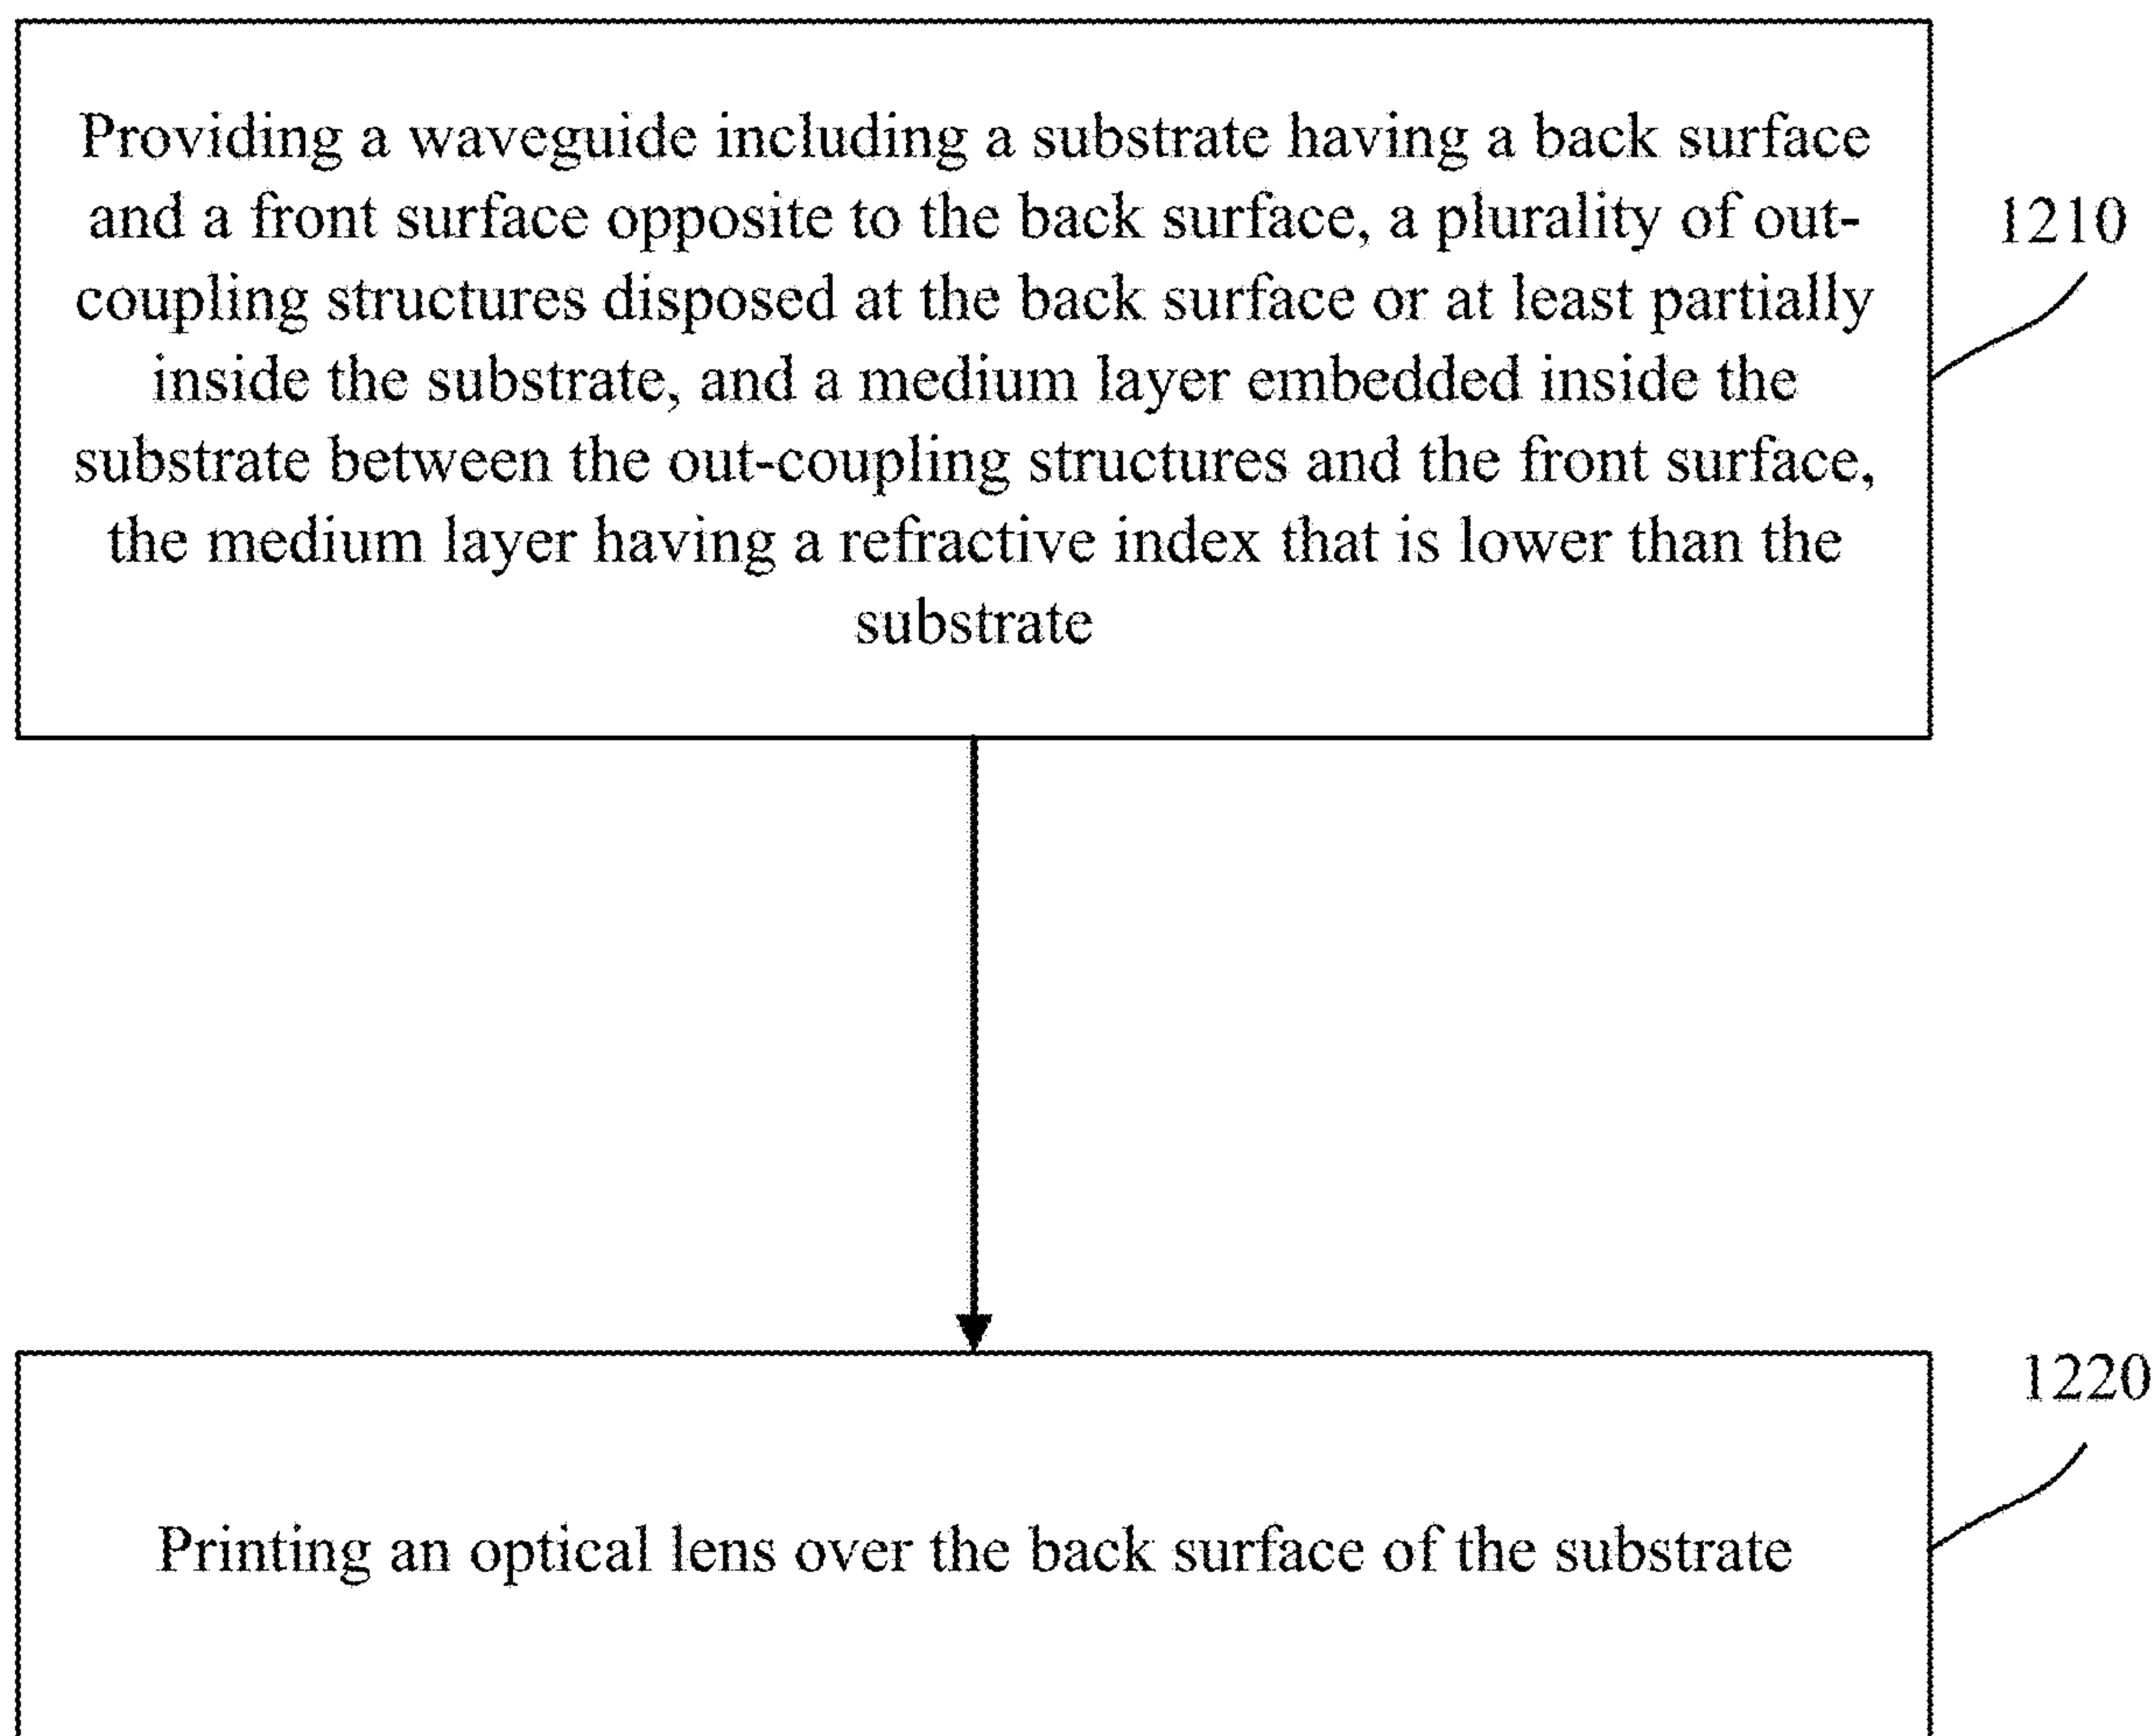 Providing a waveguide including a substrate having a back surface
and a front surface opposite to the back surface, a plurality of out-
coupling structures disposed at the back surface or at least partially
inside the substrate, and a medium layer embedded inside the
substrate between the out-coupling structures and the front surface,
the medium layer having a refractive index that is lower than the
substrate
1210
Printing an optical lens over the back surface of the substrate
1220